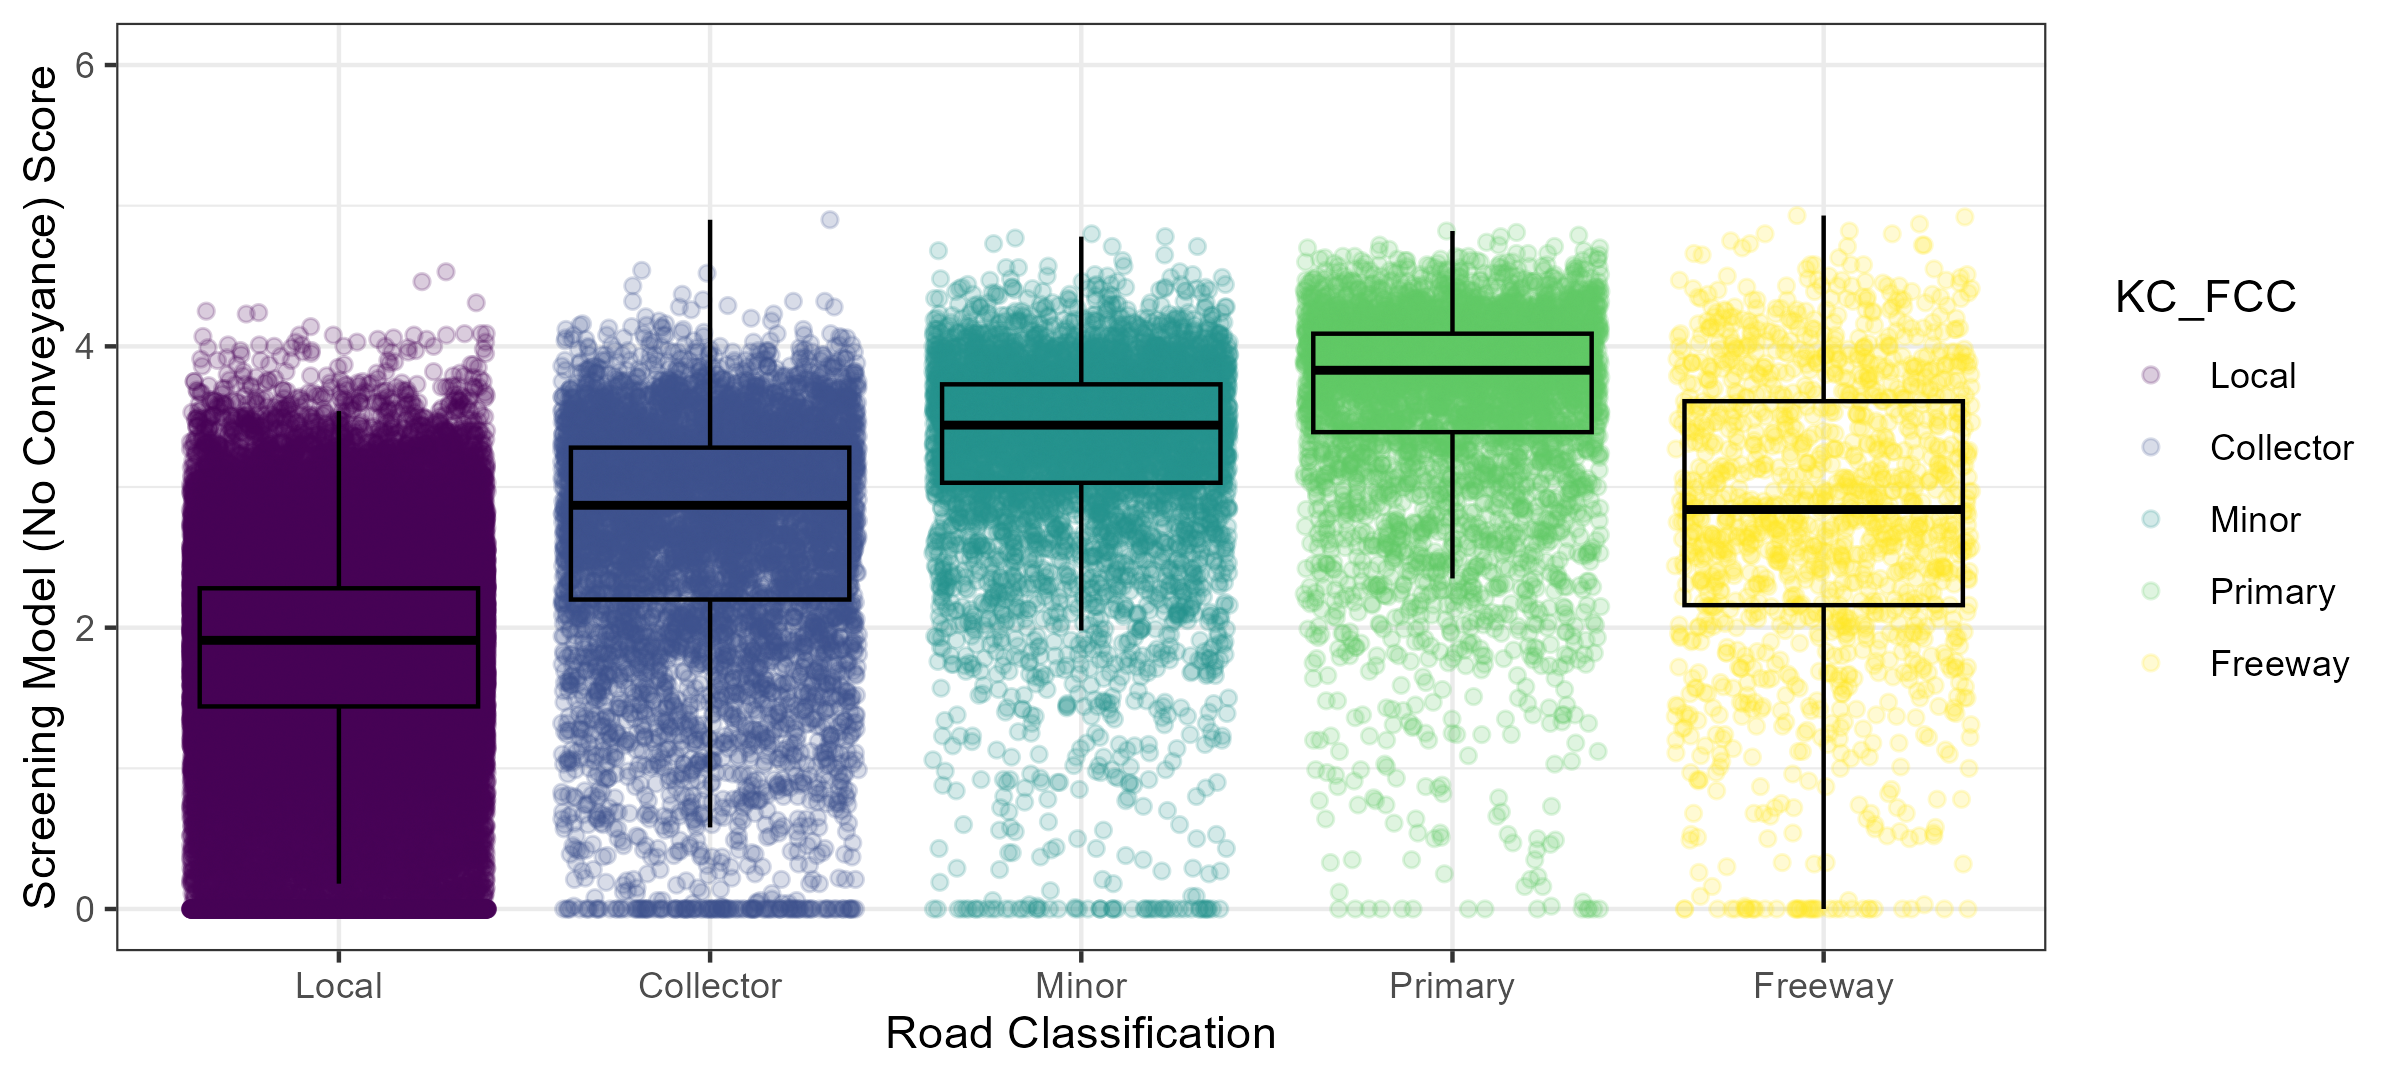 Screening Model (No Conveyance) Score
6
4
2
0
Local
Collector
Minor
Primary
Freeway
Road Classification
KC_FCC
Local
Collector
Minor
Primary
Freeway